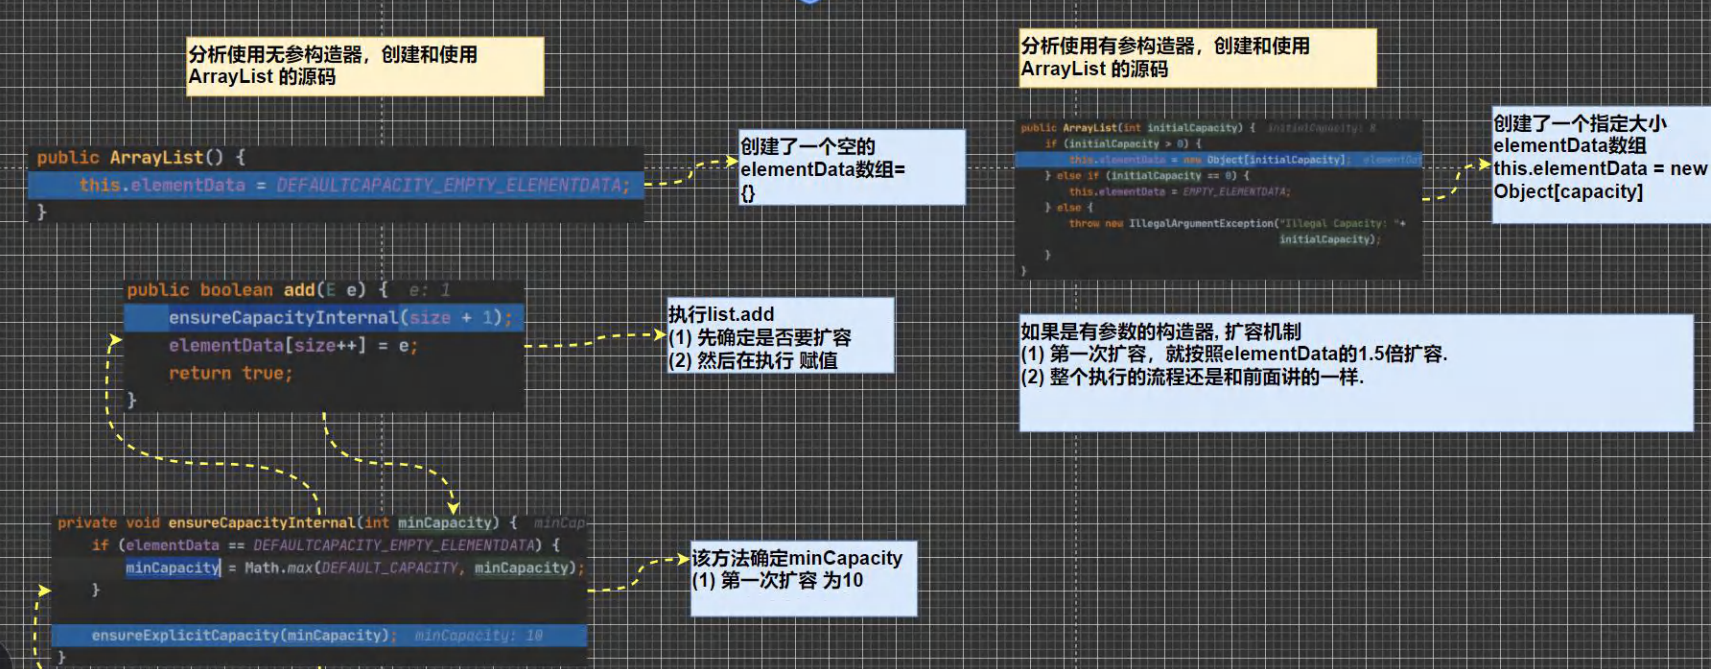 分析使用无参构造器，创建和使用
ArrayList 的源码
public ArrayList() {
this.elementData = DEFAULTCAPACITY_EMPTY_ELEMENTDATA;
}
创建了一个空的
elementData数组=
{}
public boolean add(E e) {  e: 1
ensureCapacityInternal(size + 1);
elementData[size++] = e;
return true;
}
执行list.add
(1) 先确定是否要扩容
(2) 然后在执行 赋值
private void ensureCapacityInternal(int minCapacity) {  minCap
if (elementData == DEFAULTCAPACITY_EMPTY_ELEMENTDATA) {
minCapacity = Math.max(DEFAULT_CAPACITY, minCapacity);
}
ensureExplicitCapacity(minCapacity);  minCapacity: 10
}
该方法确定minCapacity
(1) 第一次扩容 为10
分析使用有参构造器，创建和使用
ArrayList 的源码
public ArrayList(int initialCapacity) {  initialCapacity: 8
if (initialCapacity > 0) {
this.elementData = new Object[initialCapacity];  elementDat
} else if (initialCapacity == 0) {
this.elementData = EMPTY_ELEMENTDATA;
} else {
throw new IllegalArgumentException("Illegal Capacity: "+
initialCapacity);
}
}
创建了一个指定大小
elementData数组
this.elementData = new
Object[capacity]
如果是有参数的构造器, 扩容机制
(1) 第一次扩容，就按照elementData的1.5倍扩容.
(2) 整个执行的流程还是和前面讲的一样.